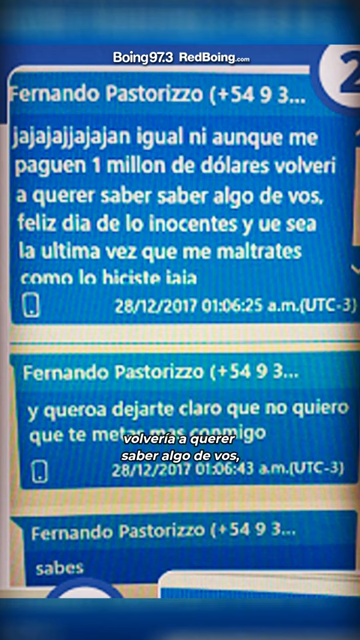 Boing 97.3 RedBoing.com
2
Fernando Pastorizzo (+54 9 3...
jajajajjajajan igual ni aunque me
paguen 1 millon de dólares volveri
a querer saber saber algo de vos,
feliz dia de lo inocentes y ue sea
la ultima vez que me maltrates
como lo hiciste jaja
28/12/2017 01:06:25 a.m.(UTC-3)
Fernando Pastorizzo (+54 9 3...
y queroa dejarte claro que no quiero
que te metas mas conmigo
volvería a querer
saber algo de vos,
28/12/2017 01:06:43 a.m.(UTC-3)
Fernando Pastorizzo (+54 9 3...
sabes